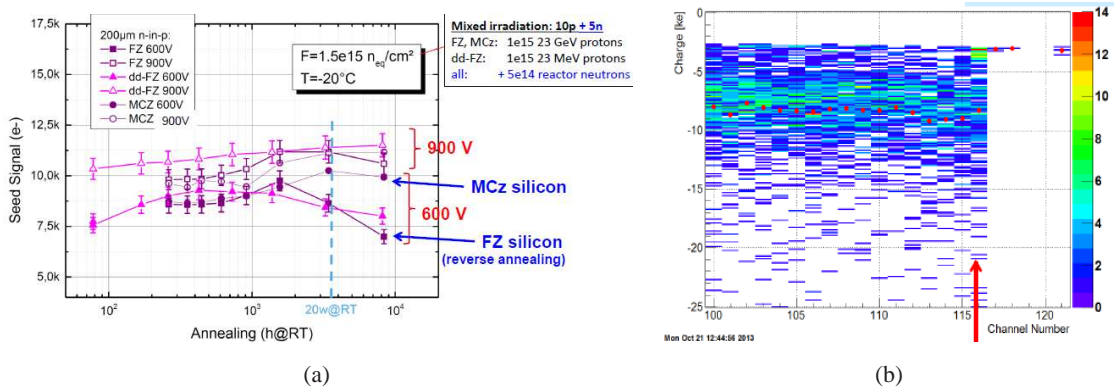 17,5k
15,0k
12,5k
10,0k
7,5k
5,0k
Seed Signal (e-)
200µm n-in-p:
FZ 600V
FZ 900V
dd-FZ 600V
dd-FZ 900V
MCZ 600V
MCZ 900V
F=1.5e15 n_eq/cm²
T=-20°C
Mixed irradiation: 10p + 5n
FZ, MCz: 1e15 23 GeV protons
dd-FZ: 1e15 23 MeV protons
all: + 5e14 reactor neutrons
900 V
MCz silicon
600 V
FZ silicon
(reverse annealing)
20w@RT
10² 10³ 10⁴
Annealing (h@RT)
(a)
Charge [ke]
0
-5
-10
-15
-20
-25
100 105 110 115 120
Channel Number
Mon Oct 21 12:44:56 2013
14
12
10
8
6
4
2
0
(b)